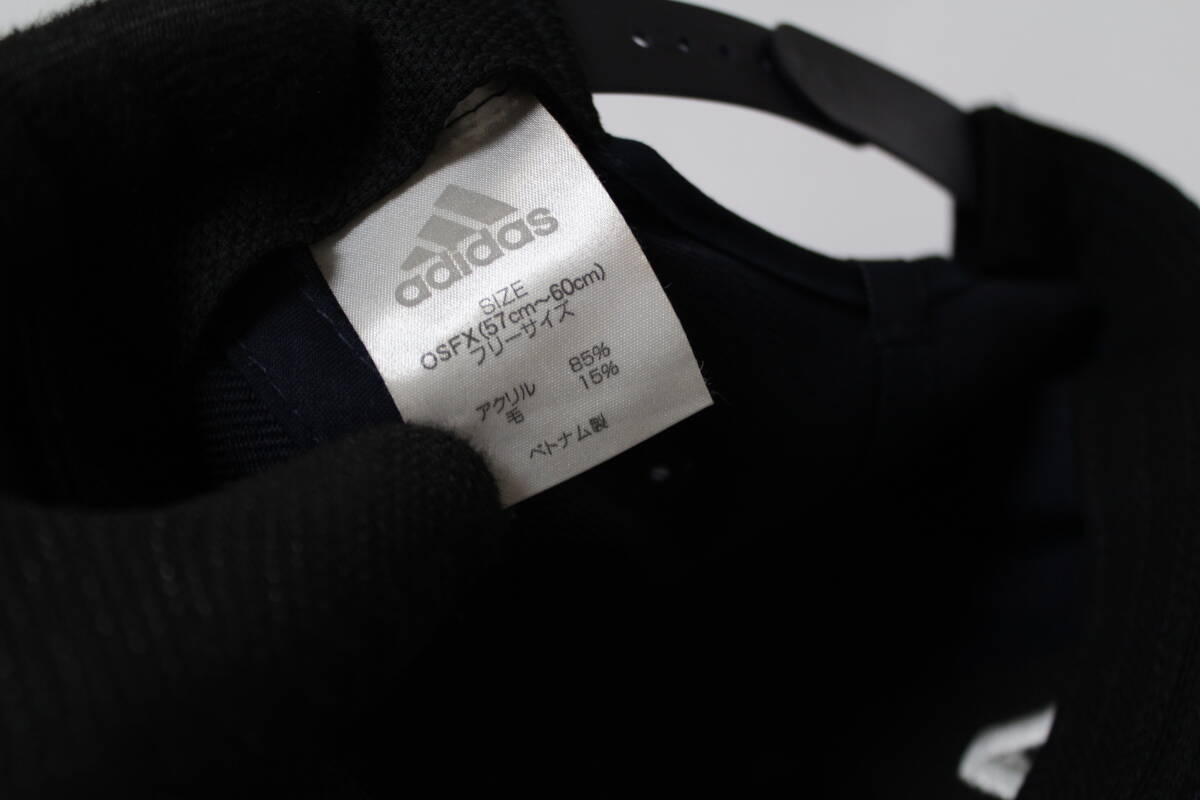 adidas
SIZE
OSFX(57cm～60cm)
フリーサイズ
アクリル 85%
毛 15%
ベトナム製